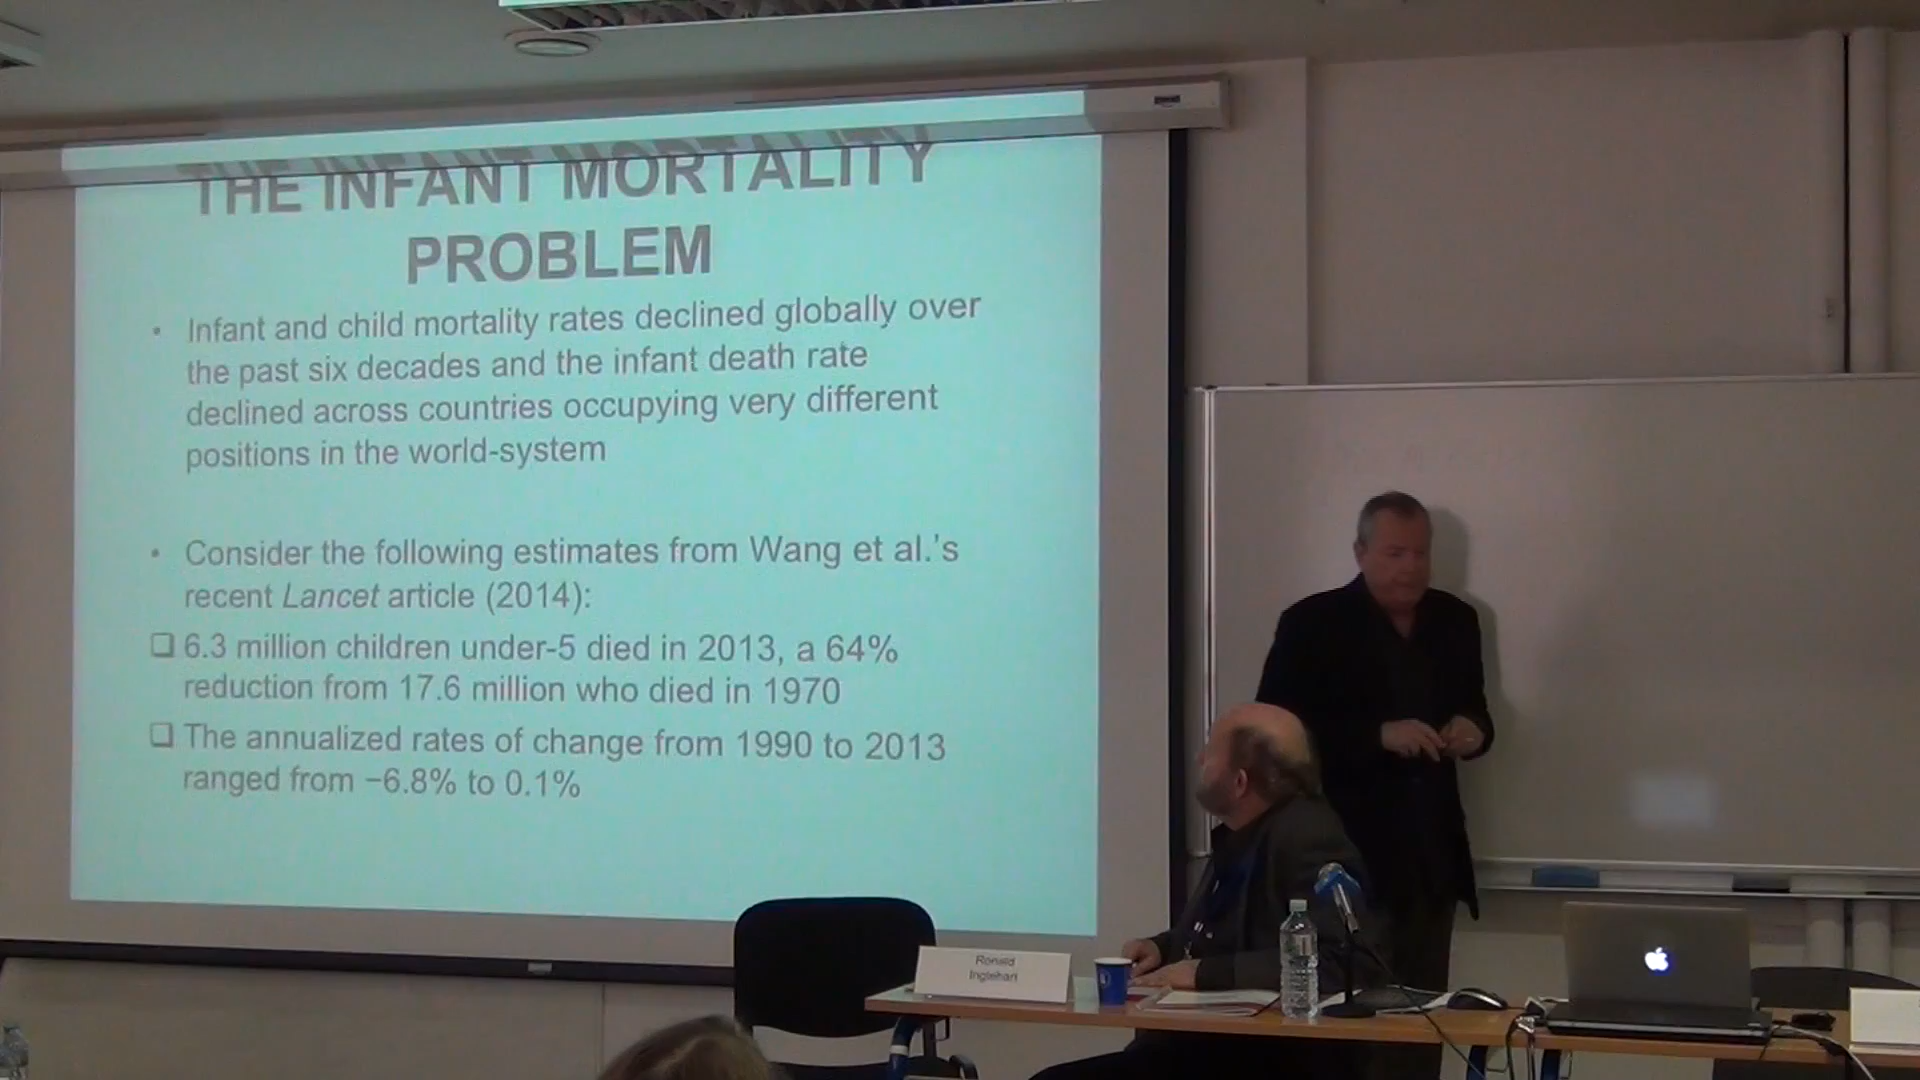 THE INFANT MORTALITY
PROBLEM
• Infant and child mortality rates declined globally over
the past six decades and the infant death rate
declined across countries occupying very different
positions in the world-system
• Consider the following estimates from Wang et al.'s
recent Lancet article (2014):
❑ 6.3 million children under-5 died in 2013, a 64%
reduction from 17.6 million who died in 1970
❑ The annualized rates of change from 1990 to 2013
ranged from −6.8% to 0.1%
Ronald
Inglehart